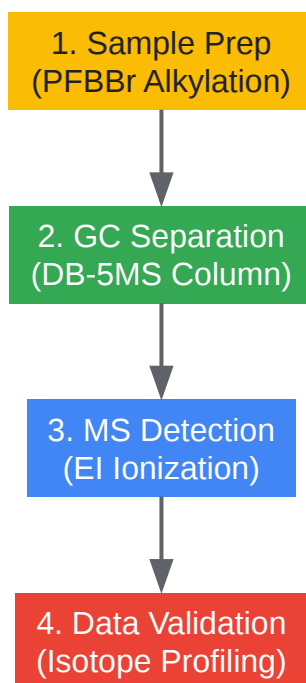 1. Sample Prep
(PFBBr Alkylation)
2. GC Separation
(DB-5MS Column)
3. MS Detection
(EI Ionization)
4. Data Validation
(Isotope Profiling)